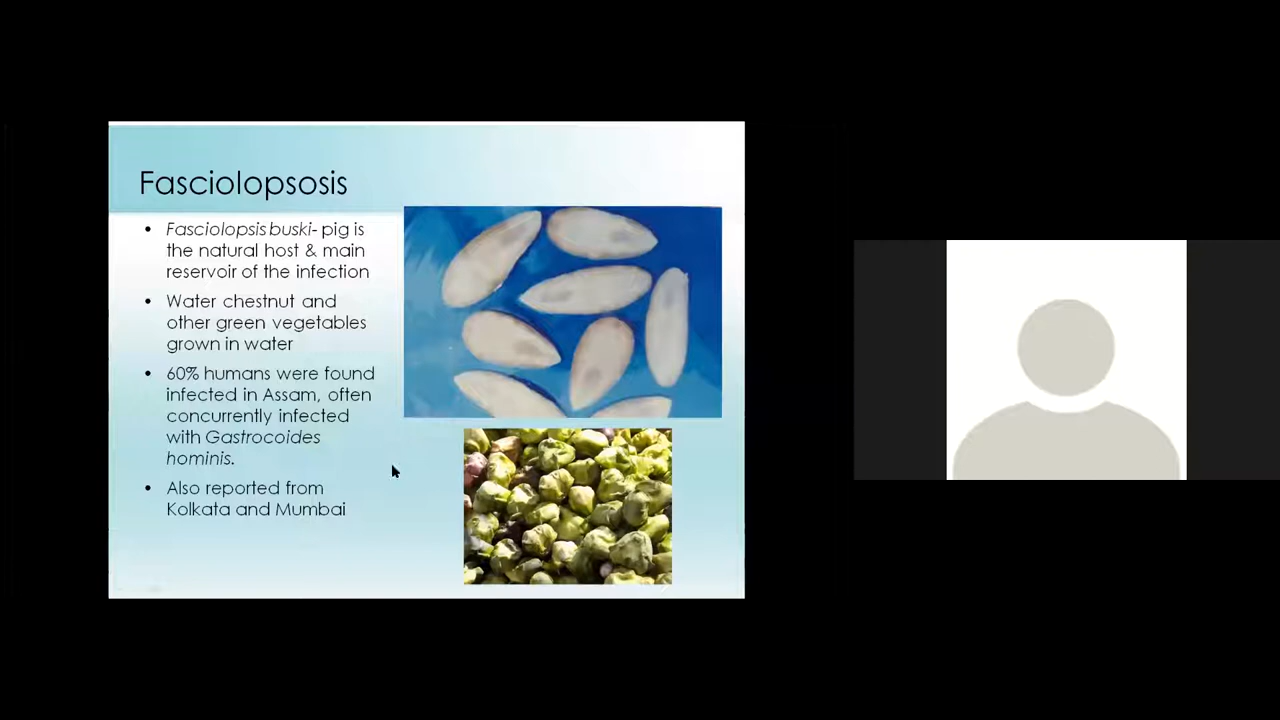 Fasciolopsosis
• Fasciolopsis buski- pig is
the natural host & main
reservoir of the infection
• Water chestnut and
other green vegetables
grown in water
• 60% humans were found
infected in Assam, often
concurrently infected
with Gastrocoides
hominis.
• Also reported from
Kolkata and Mumbai